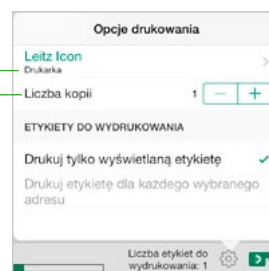 Opcje drukowania
Leitz Icon
Drukarka
Liczba kopii 1
ETYKIETY DO WYDRUKOWANIA
Drukuj tylko wyświetlaną etykietę
Drukuj etykietę dla każdego wybranego
adresu
Liczba etykiet do
wydrukowania: 1